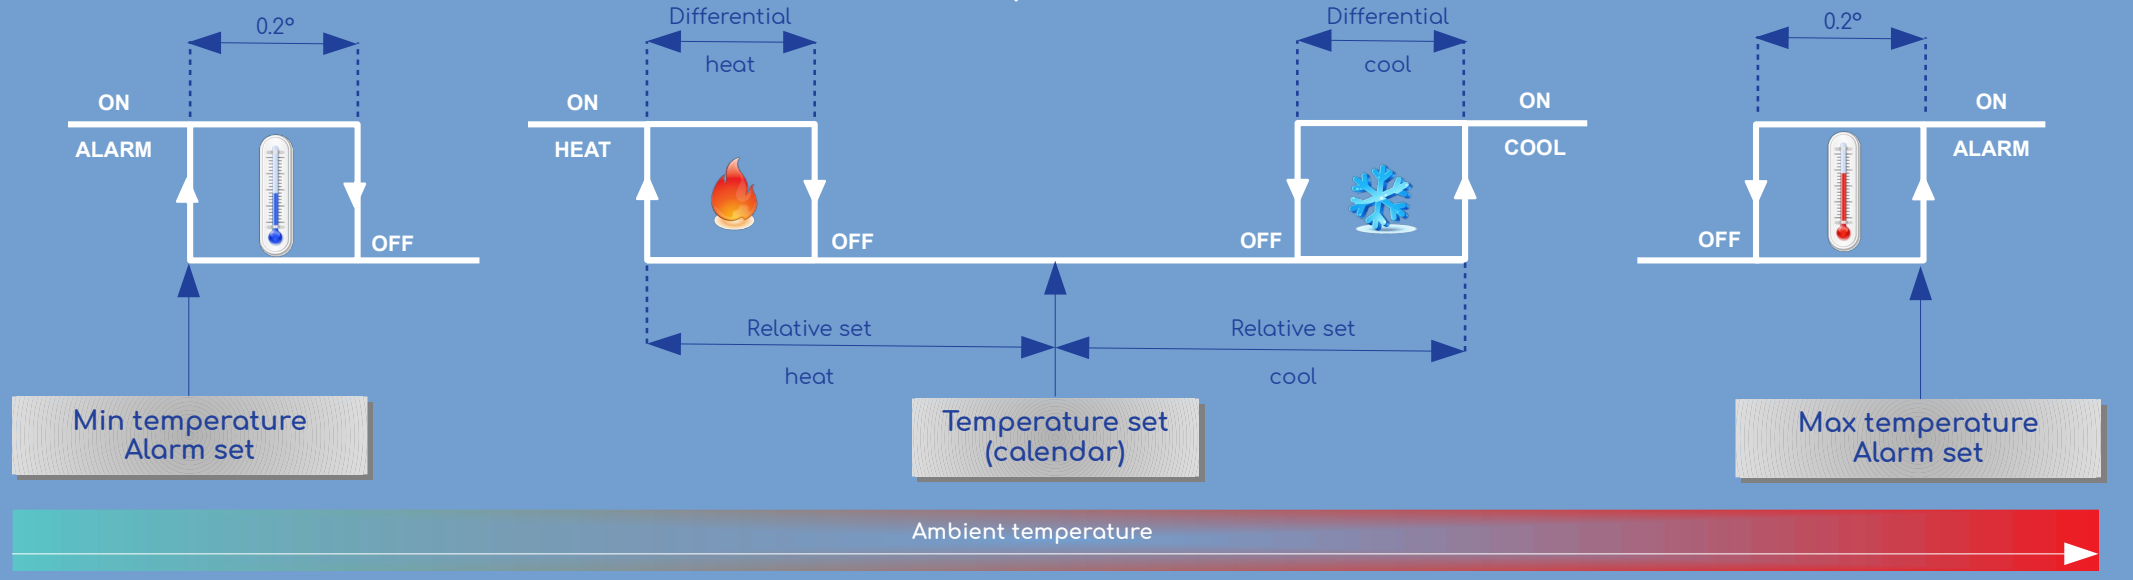 0.2°
Differential
heat
Differential
cool
0.2°
ON
ALARM
OFF
ON
HEAT
OFF
ON
COOL
OFF
ON
ALARM
OFF
Relative set
heat
Relative set
cool
Min temperature
Alarm set
Temperature set
(calendar)
Max temperature
Alarm set
Ambient temperature